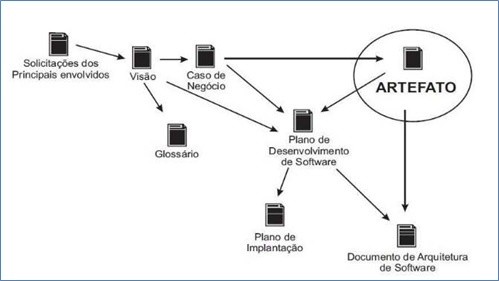 Solicitações dos
Principais envolvidos
Visão
Caso de
Negócio
ARTEFATO
Glossário
Plano de
Desenvolvimento
de Software
Plano de
Implantação
Documento de Arquitetura
de Software